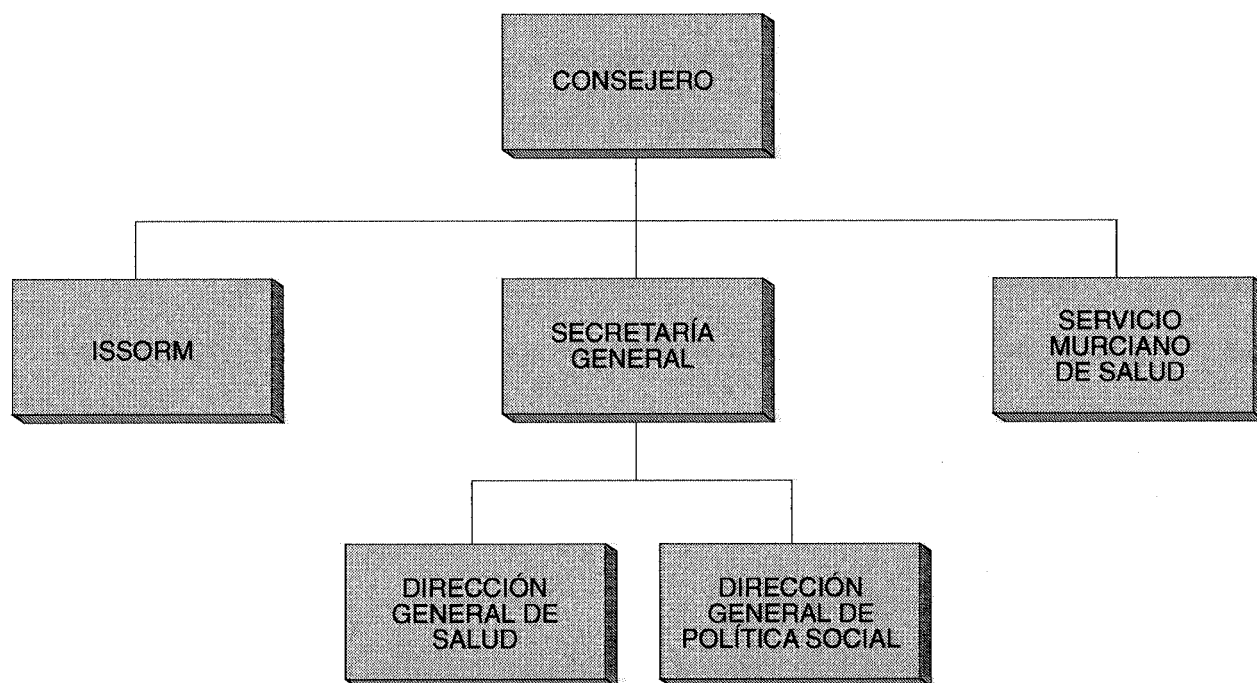 CONSEJERO
ISSORM
SECRETARÍA
GENERAL
SERVICIO
MURCIANO
DE SALUD
DIRECCIÓN
GENERAL DE
SALUD
DIRECCIÓN
GENERAL DE
POLÍTICA SOCIAL